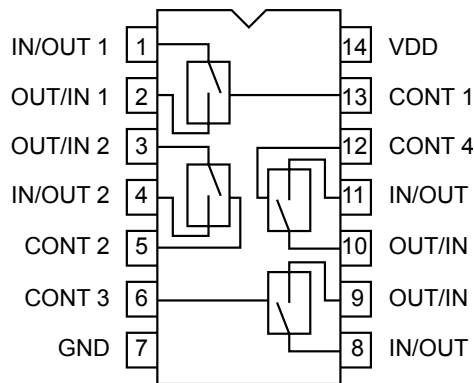 IN/OUT 1 1 14 VDD
OUT/IN 1 2 13 CONT 1
OUT/IN 2 3 12 CONT 4
IN/OUT 2 4 11 IN/OUT
CONT 2 5 10 OUT/IN
CONT 3 6 9 OUT/IN
GND 7 8 IN/OUT